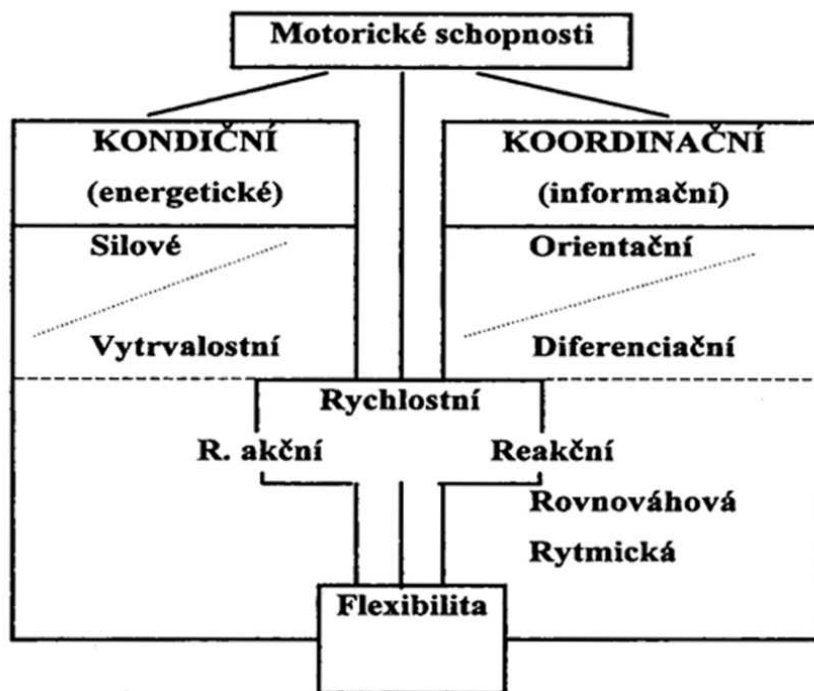 Motorické schopnosti
KONDIČNÍ
(energetické)
KOORDINAČNÍ
(informační)
Silové
Orientační
Vytrvalostní
Diferenciační
Rychlostní
R. akční
Reakční
Rovnováhová
Rytmická
Flexibilita